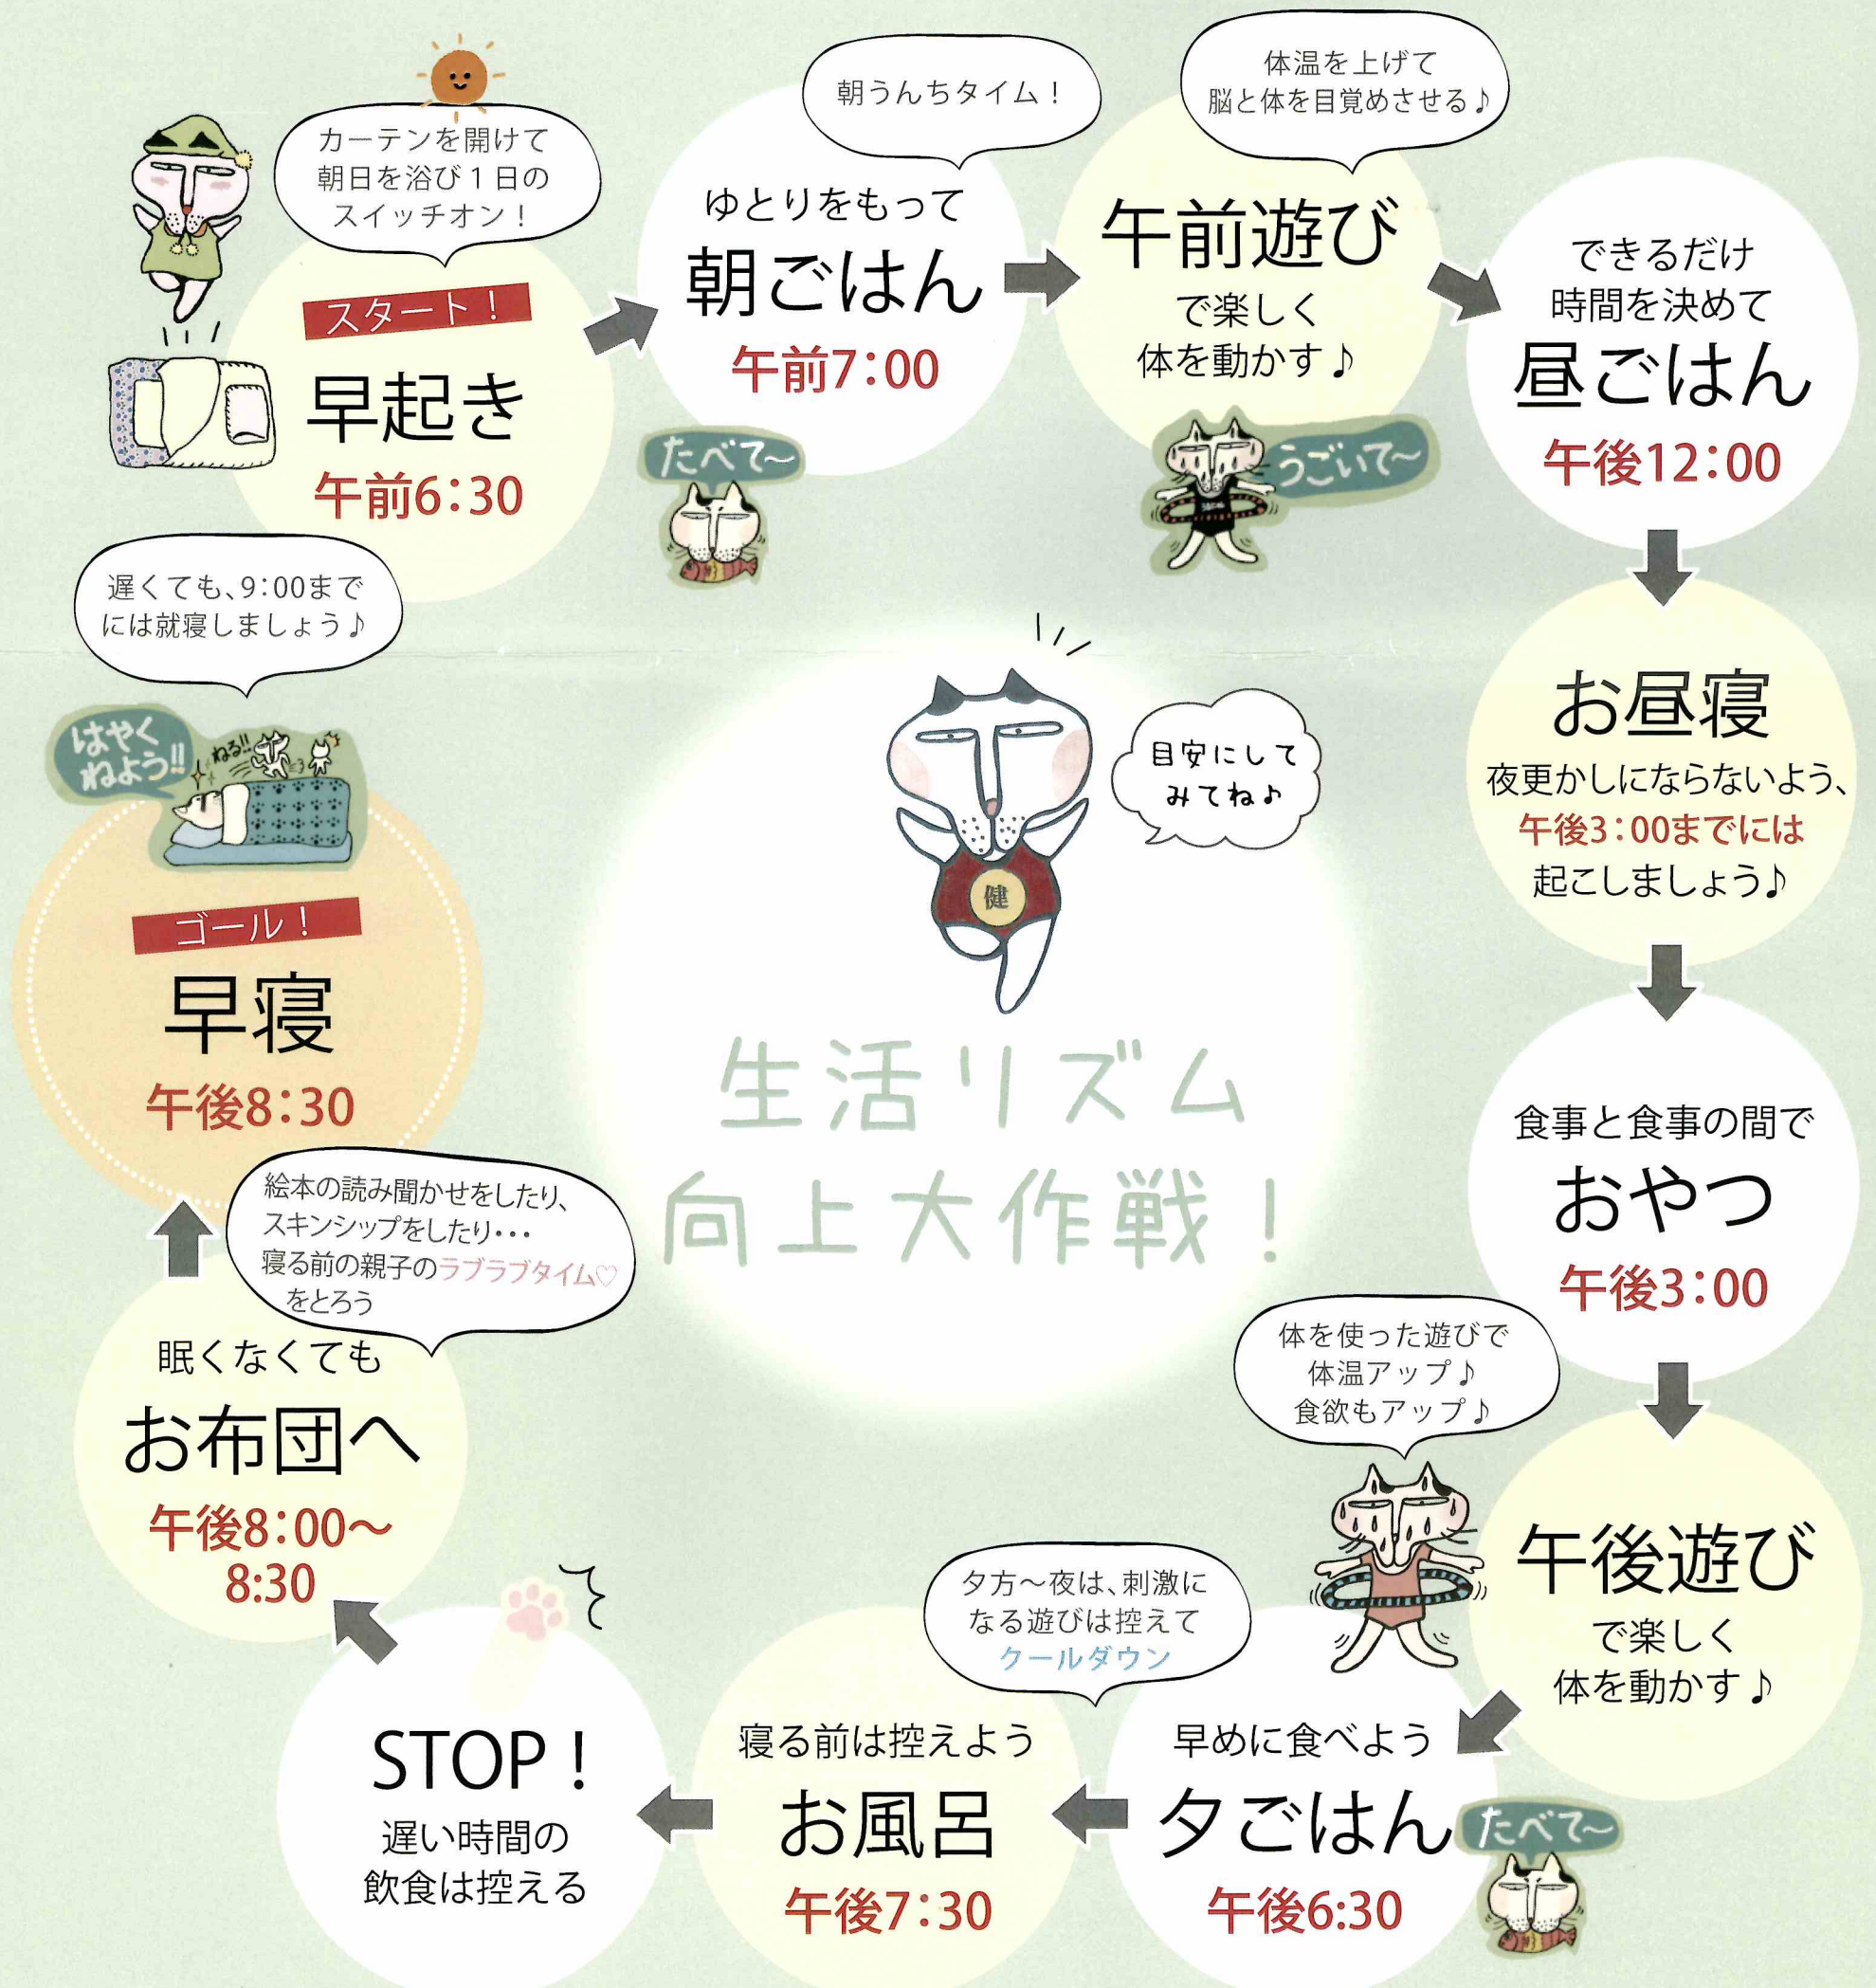 カーテンを開けて
朝日を浴び1日の
スイッチオン！
スタート！
早起き
午前6:30
朝うんちタイム！
ゆとりをもって
朝ごはん
午前7:00
たべて〜
体温を上げて
脳と体を目覚めさせる♪
午前遊び
で楽しく
体を動かす♪
うごいて〜
できるだけ
時間を決めて
昼ごはん
午後12:00
お昼寝
夜更かしにならないよう、
午後3:00までには
起こしましょう♪
食事と食事の間で
おやつ
午後3:00
体を使った遊びで
体温アップ♪
食欲もアップ♪
午後遊び
で楽しく
体を動かす♪
早めに食べよう
夕ごはん
午後6:30
たべて〜
夕方〜夜は、刺激に
なる遊びは控えて
クールダウン
寝る前は控えよう
お風呂
午後7:30
STOP！
遅い時間の
飲食は控える
絵本の読み聞かせをしたり、
スキンシップをしたり・・・
寝る前の親子のラブラブタイム♡
をとろう
眠くなくても
お布団へ
午後8:00〜
8:30
遅くても、9:00まで
には就寝しましょう♪
はやく
ねよう!!
ねる!!
ゴール！
早寝
午後8:30
目安にして
みてね♪
健
生活リズム
向上大作戦！